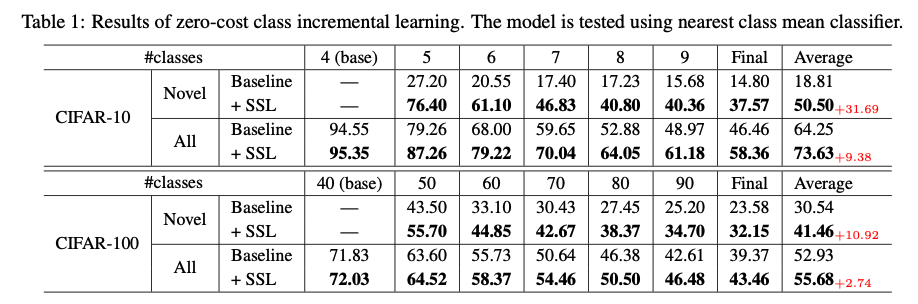 Table 1: Results of zero-cost class incremental learning. The model is tested using nearest class mean classifier.
#classes 4 (base) 5 6 7 8 9 Final Average
CIFAR-10 Novel Baseline — 27.20 20.55 17.40 17.23 15.68 14.80 18.81
+ SSL — 76.40 61.10 46.83 40.80 40.36 37.57 50.50+31.69
All Baseline 94.55 79.26 68.00 59.65 52.88 48.97 46.46 64.25
+ SSL 95.35 87.26 79.22 70.04 64.05 61.18 58.36 73.63+9.38
#classes 40 (base) 50 60 70 80 90 Final Average
CIFAR-100 Novel Baseline — 43.50 33.10 30.43 27.45 25.20 23.58 30.54
+ SSL — 55.70 44.85 42.67 38.37 34.70 32.15 41.46+10.92
All Baseline 71.83 63.60 55.73 50.64 46.38 42.61 39.37 52.93
+ SSL 72.03 64.52 58.37 54.46 50.50 46.48 43.46 55.68+2.74